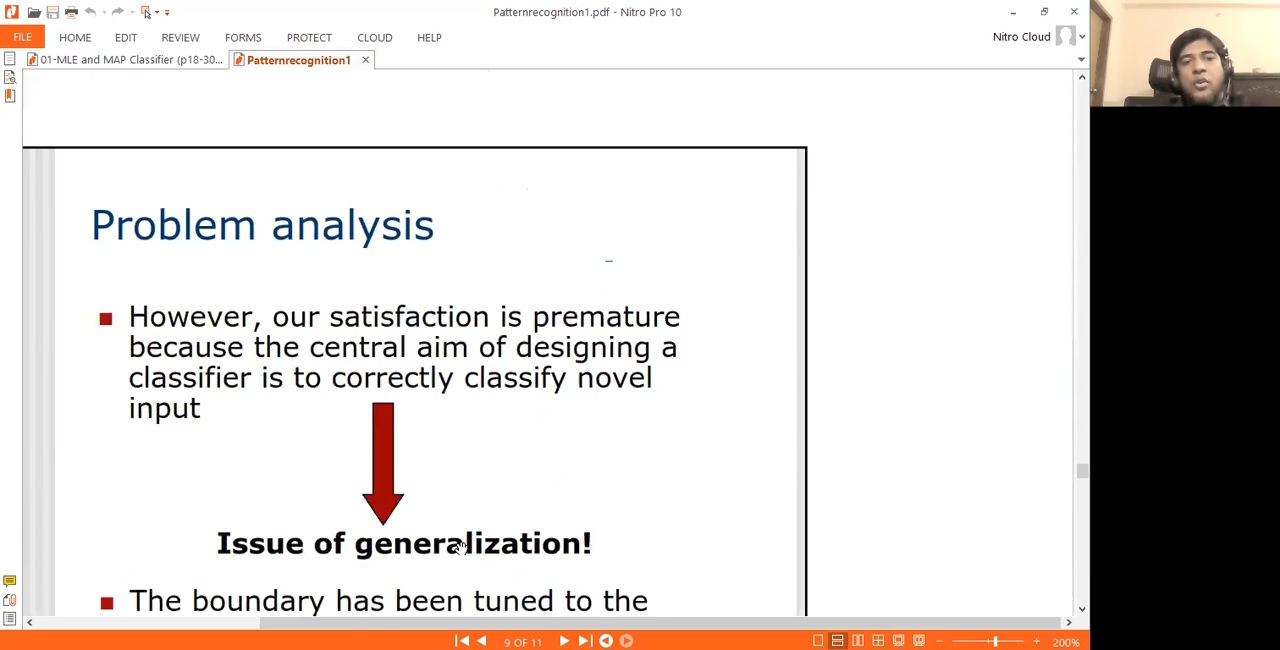 Patternrecognition1.pdf - Nitro Pro 10
FILE HOME EDIT REVIEW FORMS PROTECT CLOUD HELP
Nitro Cloud
01-MLE and MAP Classifier (p18-30...
Patternrecognition1
Problem analysis
However, our satisfaction is premature
because the central aim of designing a
classifier is to correctly classify novel
input
Issue of generalization!
The boundary has been tuned to the
9 OF 11
200%